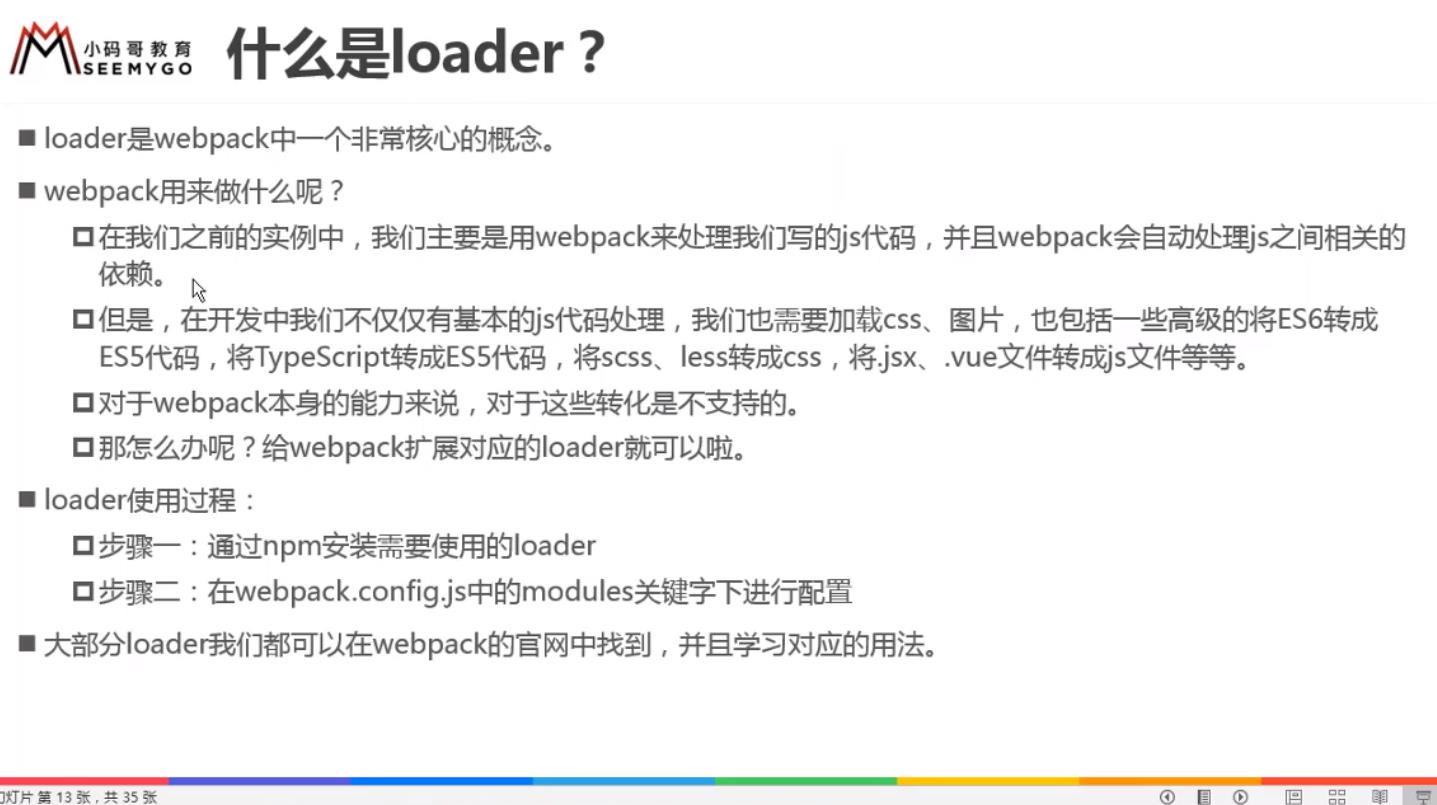 小码哥教育
SEEMYGO
什么是loader？
loader是webpack中一个非常核心的概念。
webpack用来做什么呢？
在我们之前的实例中，我们主要是用webpack来处理我们写的js代码，并且webpack会自动处理js之间相关的
依赖。
但是，在开发中我们不仅仅有基本的js代码处理，我们也需要加载css、图片，也包括一些高级的将ES6转成
ES5代码，将TypeScript转成ES5代码，将scss、less转成css，将.jsx、.vue文件转成js文件等等。
对于webpack本身的能力来说，对于这些转化是不支持的。
那怎么办呢？给webpack扩展对应的loader就可以啦。
loader使用过程：
步骤一：通过npm安装需要使用的loader
步骤二：在webpack.config.js中的modules关键字下进行配置
大部分loader我们都可以在webpack的官网中找到，并且学习对应的用法。
灯片 第 13 张，共 35 张